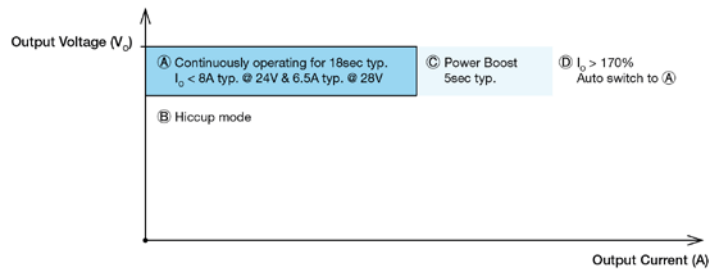 Output Voltage (Vo)
Ⓐ Continuously operating for 18sec typ.
Io < 8A typ. @ 24V & 6.5A typ. @ 28V
Ⓒ Power Boost
5sec typ.
Ⓓ Io > 170%
Auto switch to Ⓐ
Ⓑ Hiccup mode
Output Current (A)